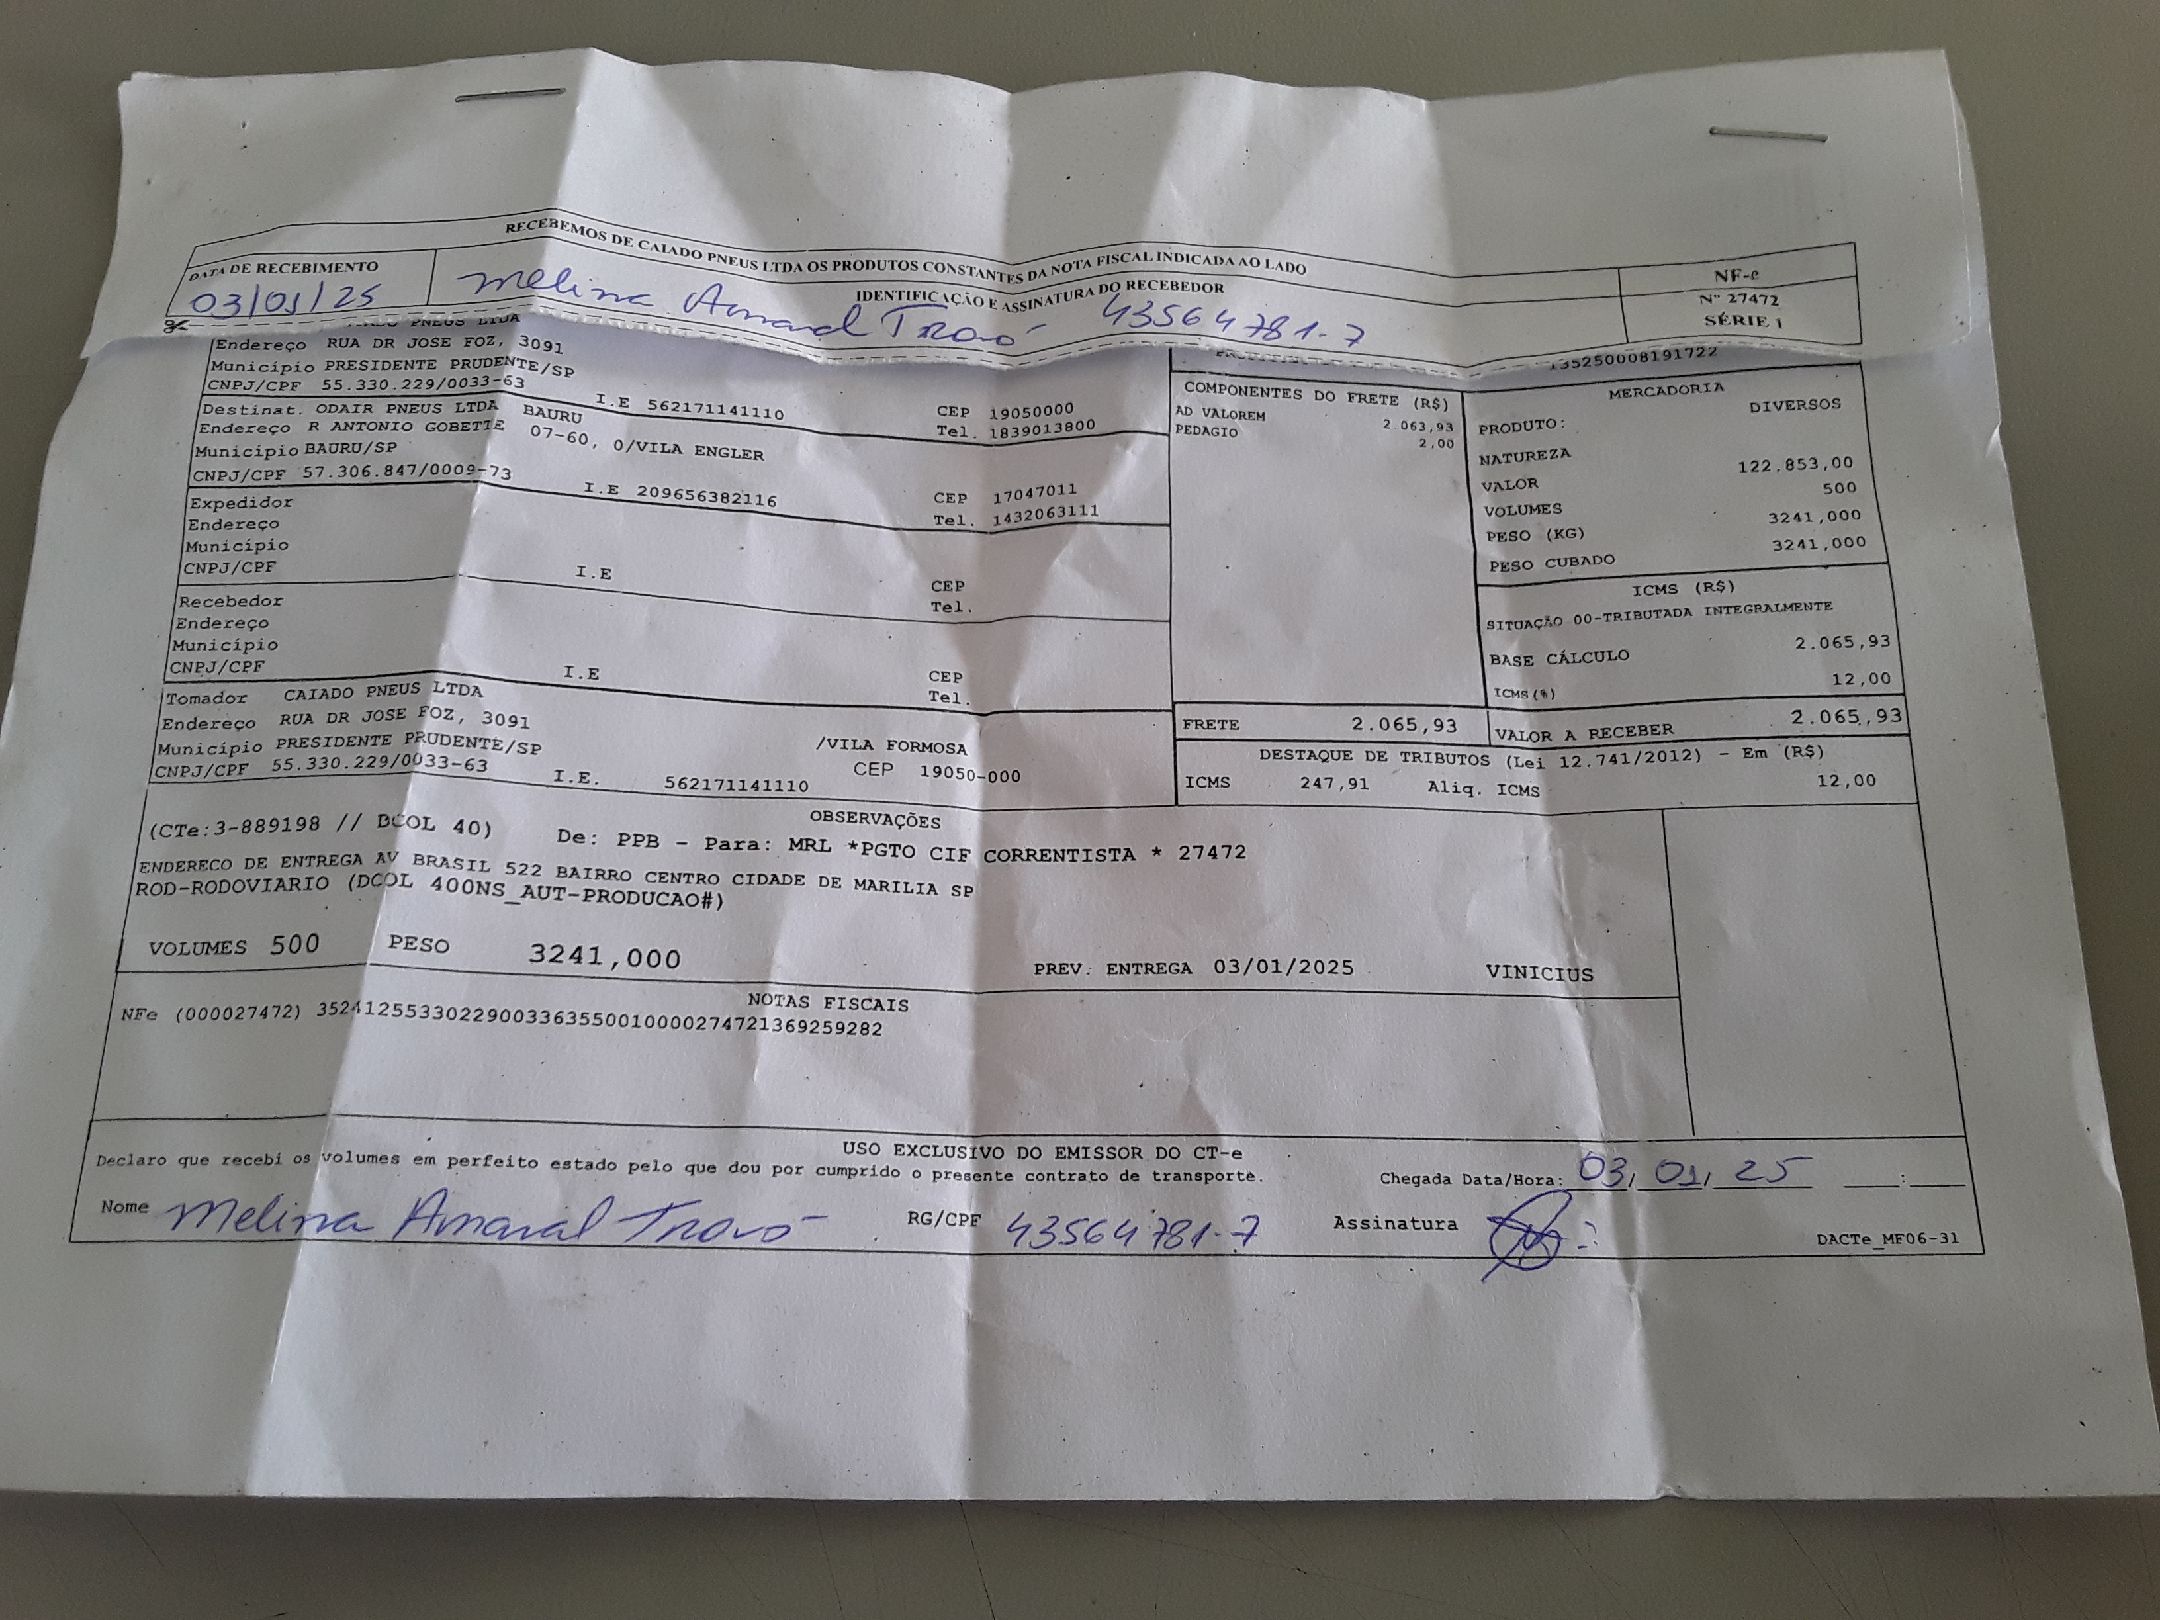 RECEBEMOS DE CAIADO PNEUS LTDA OS PRODUTOS CONSTANTES DA NOTA FISCAL INDICADA AO LADO
NF-e
Nº 27472
SÉRIE 1
DATA DE RECEBIMENTO
03/01/25
IDENTIFICAÇÃO E ASSINATURA DO RECEBEDOR
Melina Amaral Trovó 43564781-7
PNEUS LTDA
Endereço RUA DR JOSE FOZ, 3091
Município PRESIDENTE PRUDENTE/SP
CNPJ/CPF 55.330.229/0033-63 I.E 562171141110
CEP 19050000
Tel. 1839013800
Destinat. ODAIR PNEUS LTDA BAURU
Endereço R ANTONIO GOBETTE 07-60, 0/VILA ENGLER
Município BAURU/SP
CNPJ/CPF 57.306.847/0009-73 I.E 209656382116
CEP 17047011
Tel. 1432063111
Expedidor
Endereço
Município
CNPJ/CPF I.E
CEP
Tel.
Recebedor
Endereço
Município
CNPJ/CPF I.E
CEP
Tel.
Tomador CAIADO PNEUS LTDA
Endereço RUA DR JOSE FOZ, 3091 /VILA FORMOSA
Município PRESIDENTE PRUDENTE/SP CEP 19050-000
CNPJ/CPF 55.330.229/0033-63 I.E. 562171141110
135250008191722
COMPONENTES DO FRETE (R$)
AD VALOREM 2.063,93
PEDAGIO 2,00
FRETE 2.065,93
MERCADORIA
PRODUTO: DIVERSOS
NATUREZA
VALOR 122.853,00
VOLUMES 500
PESO (KG) 3241,000
PESO CUBADO 3241,000
ICMS (R$)
SITUAÇÃO 00-TRIBUTADA INTEGRALMENTE
BASE CÁLCULO 2.065,93
ICMS(%) 12,00
VALOR A RECEBER 2.065,93
DESTAQUE DE TRIBUTOS (Lei 12.741/2012) - Em (R$)
ICMS 247,91 Aliq. ICMS 12,00
OBSERVAÇÕES
(CTe:3-889198 // DCOL 40) De: PPB - Para: MRL *PGTO CIF CORRENTISTA * 27472
ENDERECO DE ENTREGA AV BRASIL 522 BAIRRO CENTRO CIDADE DE MARILIA SP
ROD-RODOVIARIO (DCOL 400NS_AUT-PRODUCAO#)
VOLUMES 500 PESO 3241,000 PREV. ENTREGA 03/01/2025 VINICIUS
NOTAS FISCAIS
NFe (000027472) 35241255330229003363550010000274721369259282
USO EXCLUSIVO DO EMISSOR DO CT-e
Declaro que recebi os volumes em perfeito estado pelo que dou por cumprido o presente contrato de transporte.
Chegada Data/Hora: 03, 01, 25 ___:___
Nome Melina Amaral Trovó RG/CPF 43564781-7 Assinatura
DACTe_MF06-31